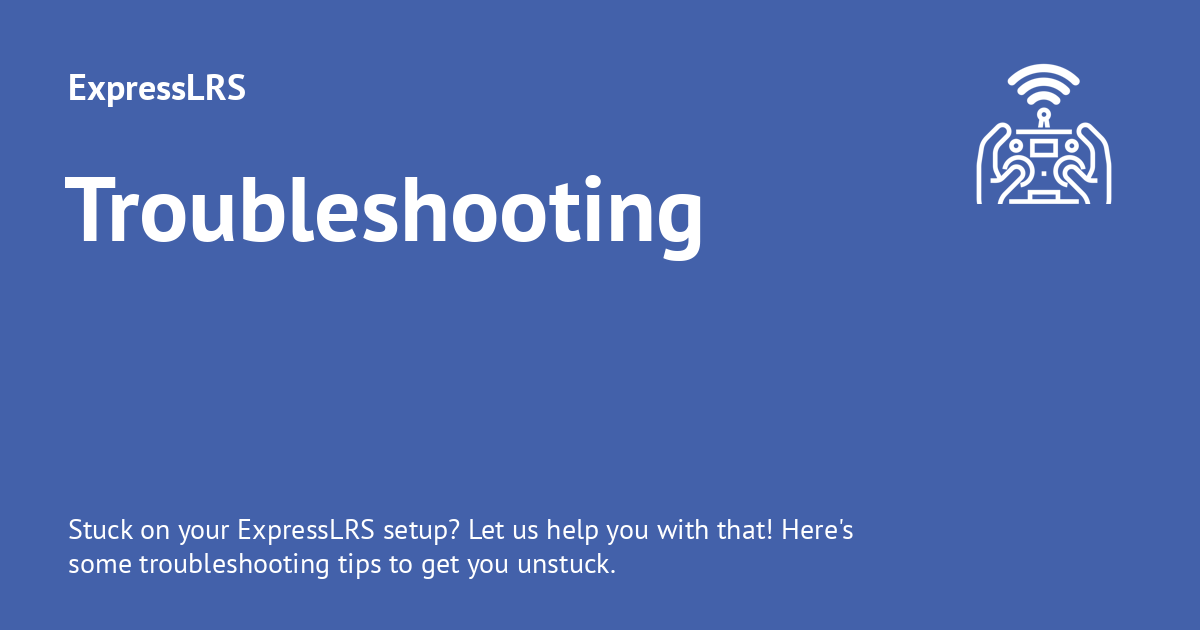 ExpressLRS
Troubleshooting
Stuck on your ExpressLRS setup? Let us help you with that! Here's
some troubleshooting tips to get you unstuck.